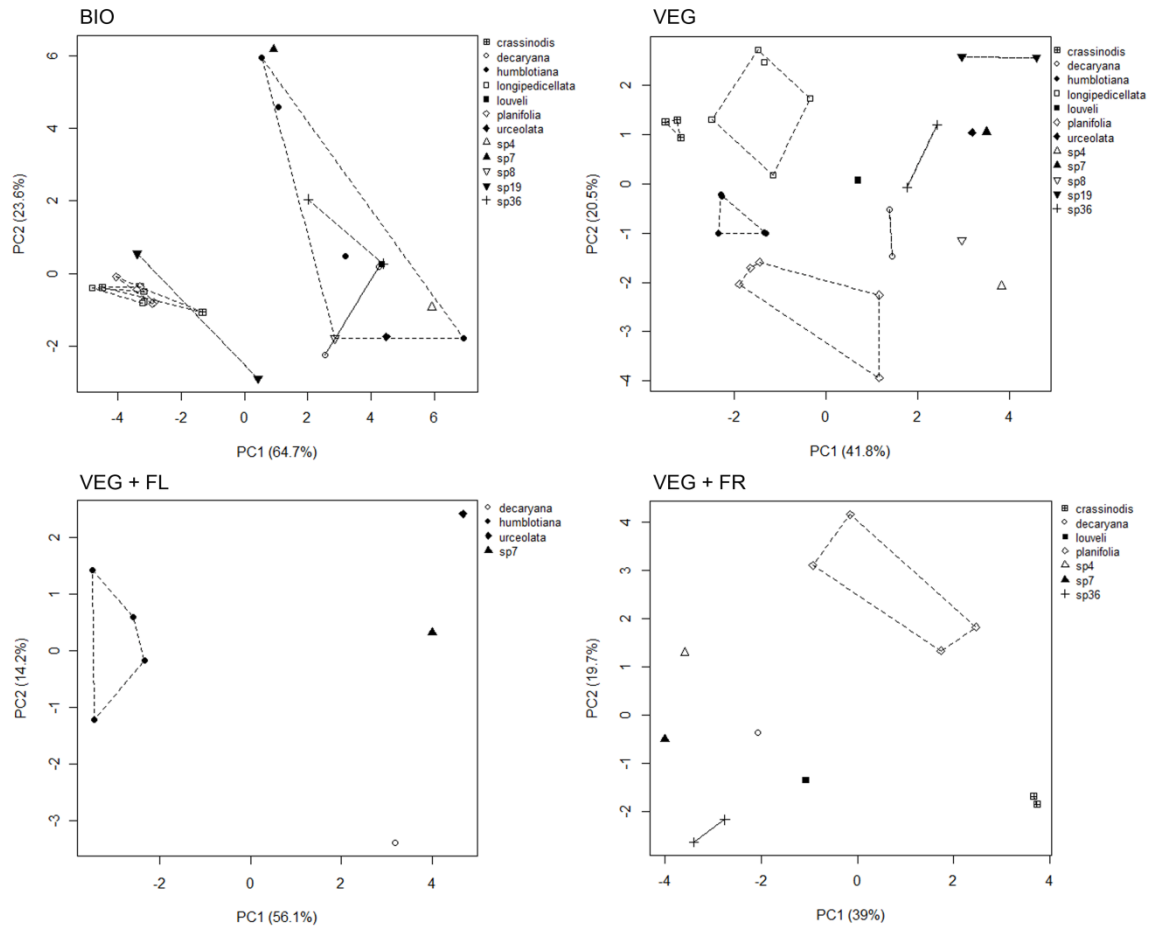 BIO
6
4
2
0
-2
PC2 (23.6%)
-4
-2
0
2
4
6
PC1 (64.7%)
crassinodis
decaryana
humblotiana
longipedicellata
louveli
planifolia
urceolata
sp4
sp7
sp8
sp19
sp36
VEG
2
1
0
-1
-2
-3
-4
PC2 (20.5%)
-2
0
2
4
PC1 (41.8%)
crassinodis
decaryana
humblotiana
longipedicellata
louveli
planifolia
urceolata
sp4
sp7
sp8
sp19
sp36
VEG + FL
2
1
0
-1
-2
-3
PC2 (14.2%)
-2
0
2
4
PC1 (56.1%)
decaryana
humblotiana
urceolata
sp7
VEG + FR
4
3
2
1
0
-1
-2
PC2 (19.7%)
-4
-2
0
2
4
PC1 (39%)
crassinodis
decaryana
louveli
planifolia
sp4
sp7
sp36